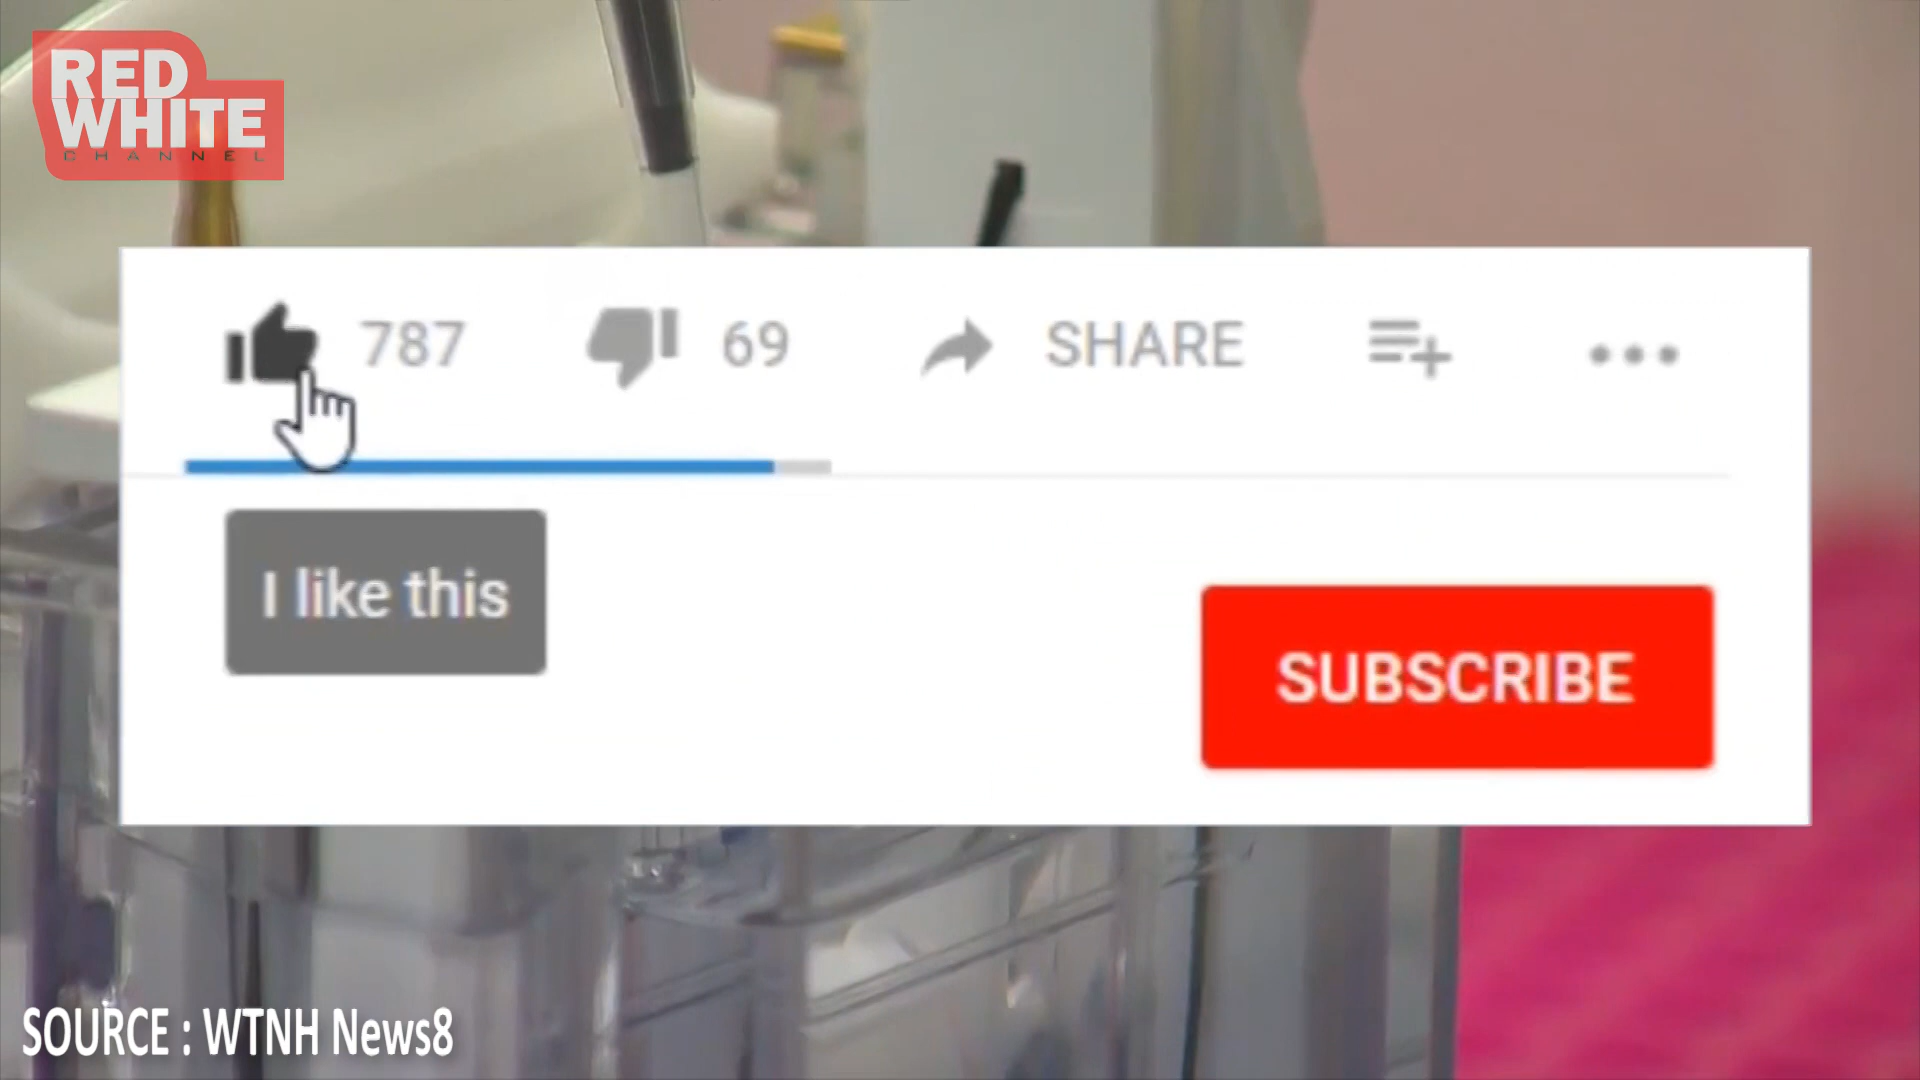 RED
WHITE
CHANNEL
787 69 SHARE
I like this
SUBSCRIBE
SOURCE : WTNH News8